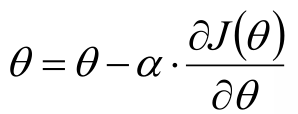 θ = θ − α · ∂J(θ)/∂θ